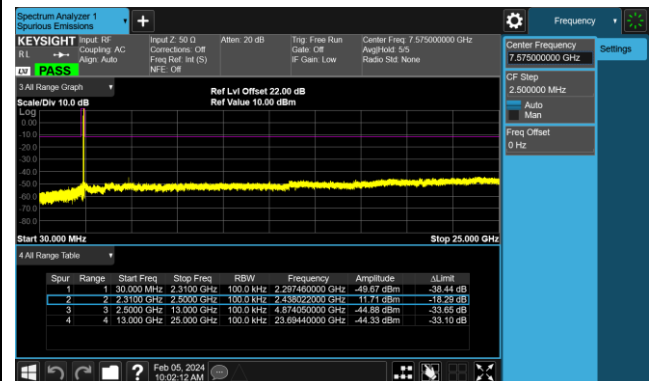 Spectrum Analyzer 1
Spurious Emissions
Frequency
KEYSIGHT Input: RF Input Z: 50 Ω Atten: 20 dB Trig: Free Run Center Freq: 7.575000000 GHz
RL Coupling: AC Corrections: Off Gate: Off Avg|Hold: 5/5
Align: Auto Freq Ref: Int (S) IF Gain: Low Radio Std: None
NFE: Off
LXI PASS
Center Frequency
7.575000000 GHz
Settings
CF Step
2.500000 MHz
Auto
Man
Freq Offset
0 Hz
3 All Range Graph
Ref Lvl Offset 22.00 dB
Scale/Div 10.0 dB Ref Value 10.00 dBm
Log
0.00
-10.0
-20.0
-30.0
-40.0
-50.0
-60.0
-70.0
-80.0
Start 30.000 MHz Stop 25.000 GHz
4 All Range Table
Spur Range Start Freq Stop Freq RBW Frequency Amplitude ΔLimit
1 1 30.000 MHz 2.3100 GHz 100.0 kHz 2.297460000 GHz -49.67 dBm -38.44 dB
2 2 2.3100 GHz 2.5000 GHz 100.0 kHz 2.438022000 GHz 11.71 dBm -18.29 dB
3 3 2.5000 GHz 13.000 GHz 100.0 kHz 4.874050000 GHz -44.88 dBm -33.65 dB
4 4 13.000 GHz 25.000 GHz 100.0 kHz 23.69440000 GHz -44.33 dBm -33.10 dB
? Feb 05, 2024
10:02:12 AM